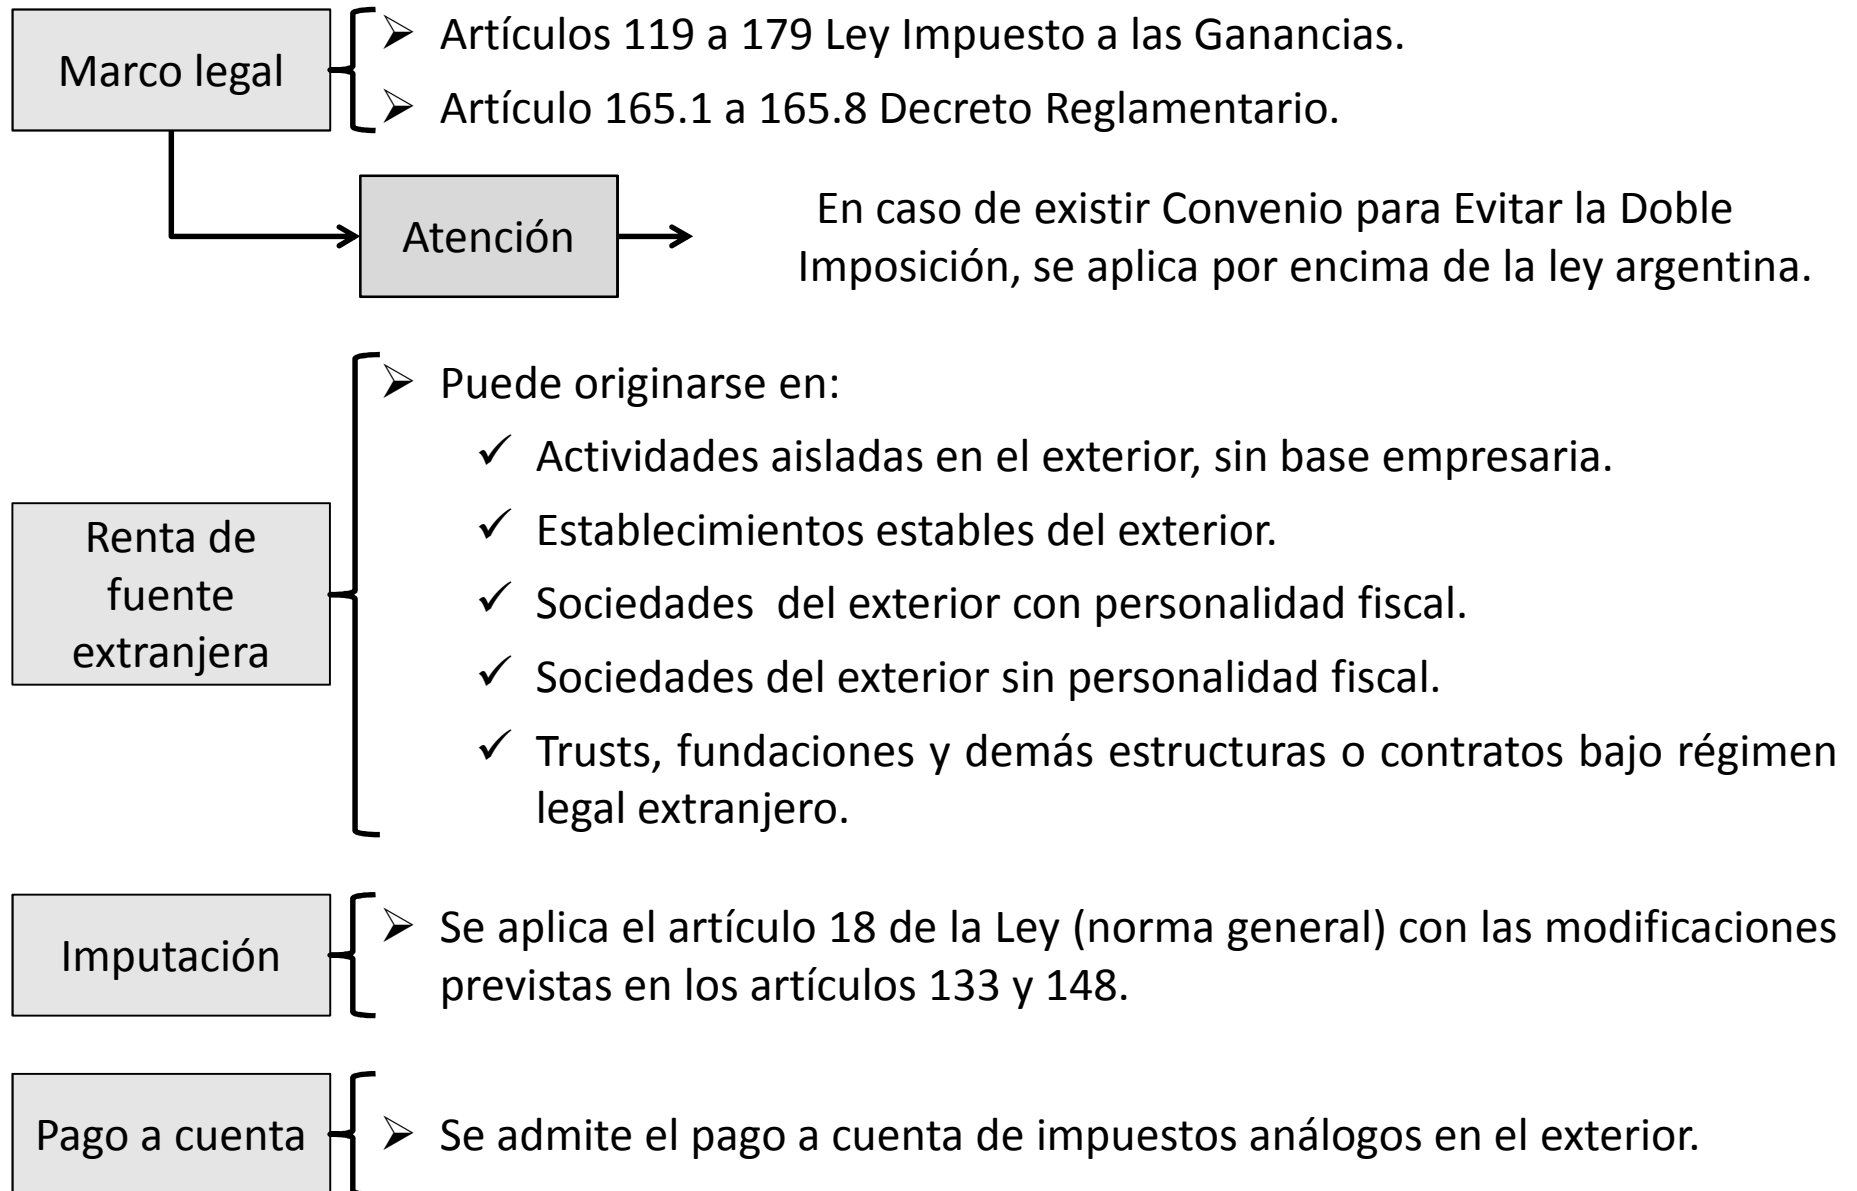 Marco legal
Artículos 119 a 179 Ley Impuesto a las Ganancias.
Artículo 165.1 a 165.8 Decreto Reglamentario.
Atención
En caso de existir Convenio para Evitar la Doble
Imposición, se aplica por encima de la ley argentina.
Renta de
fuente
extranjera
Puede originarse en:
Actividades aisladas en el exterior, sin base empresaria.
Establecimientos estables del exterior.
Sociedades del exterior con personalidad fiscal.
Sociedades del exterior sin personalidad fiscal.
Trusts, fundaciones y demás estructuras o contratos bajo régimen
legal extranjero.
Imputación
Se aplica el artículo 18 de la Ley (norma general) con las modificaciones
previstas en los artículos 133 y 148.
Pago a cuenta
Se admite el pago a cuenta de impuestos análogos en el exterior.